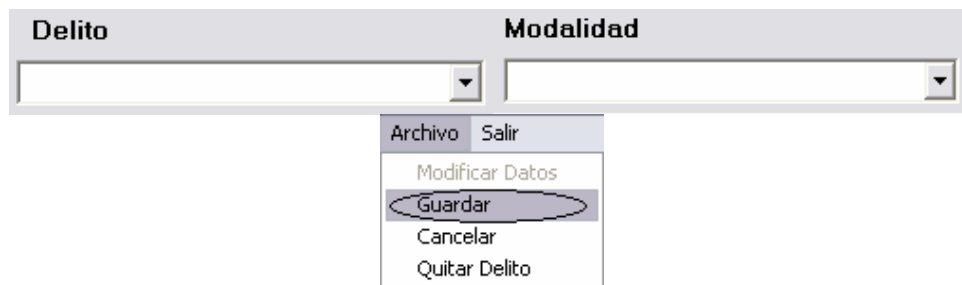 Delito Modalidad
Archivo Salir
Modificar Datos
Guardar
Cancelar
Quitar Delito